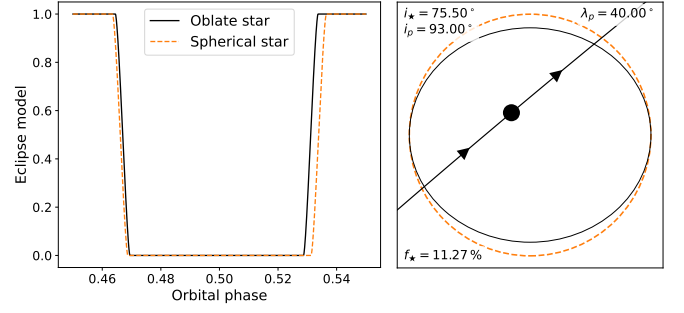 1.0
0.8
0.6
0.4
0.2
0.0
Eclipse model
0.46
0.48
0.50
0.52
0.54
Orbital phase
Oblate star
Spherical star
i★ = 75.50°
i_p = 93.00°
λ_p = 40.00°
f★ = 11.27 %